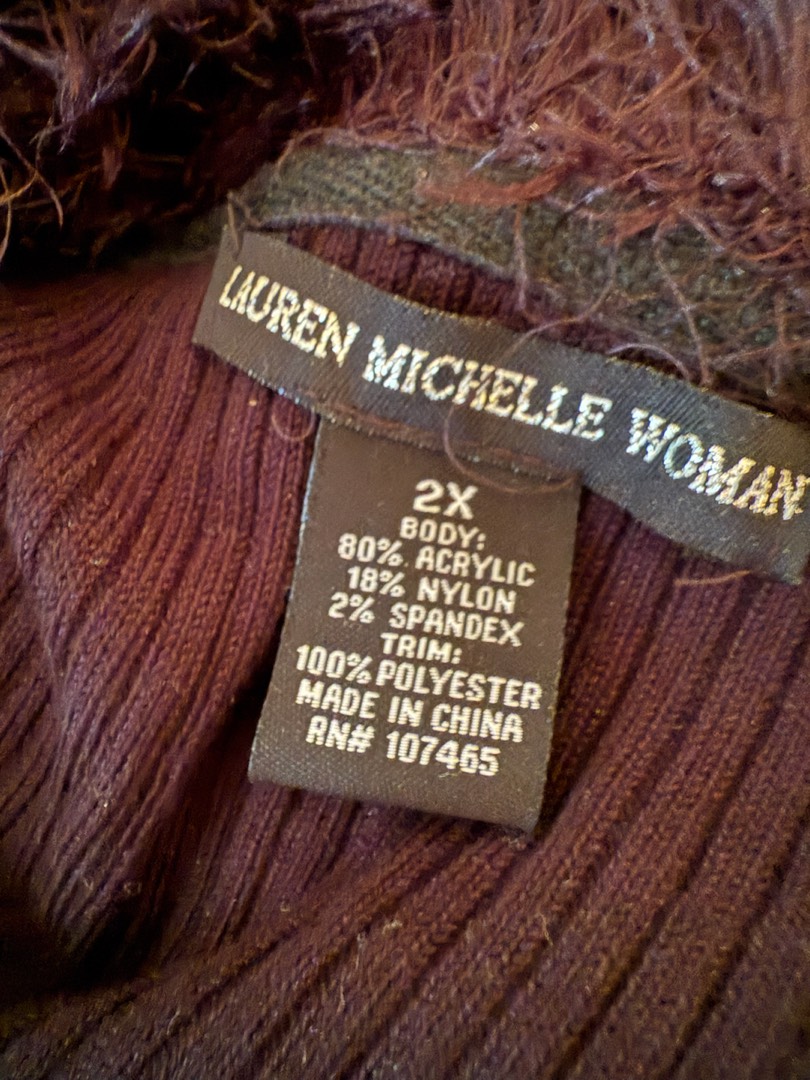 LAUREN MICHELLE WOMAN
2X
BODY:
80% ACRYLIC
18% NYLON
2% SPANDEX
TRIM:
100% POLYESTER
MADE IN CHINA
RN# 107465